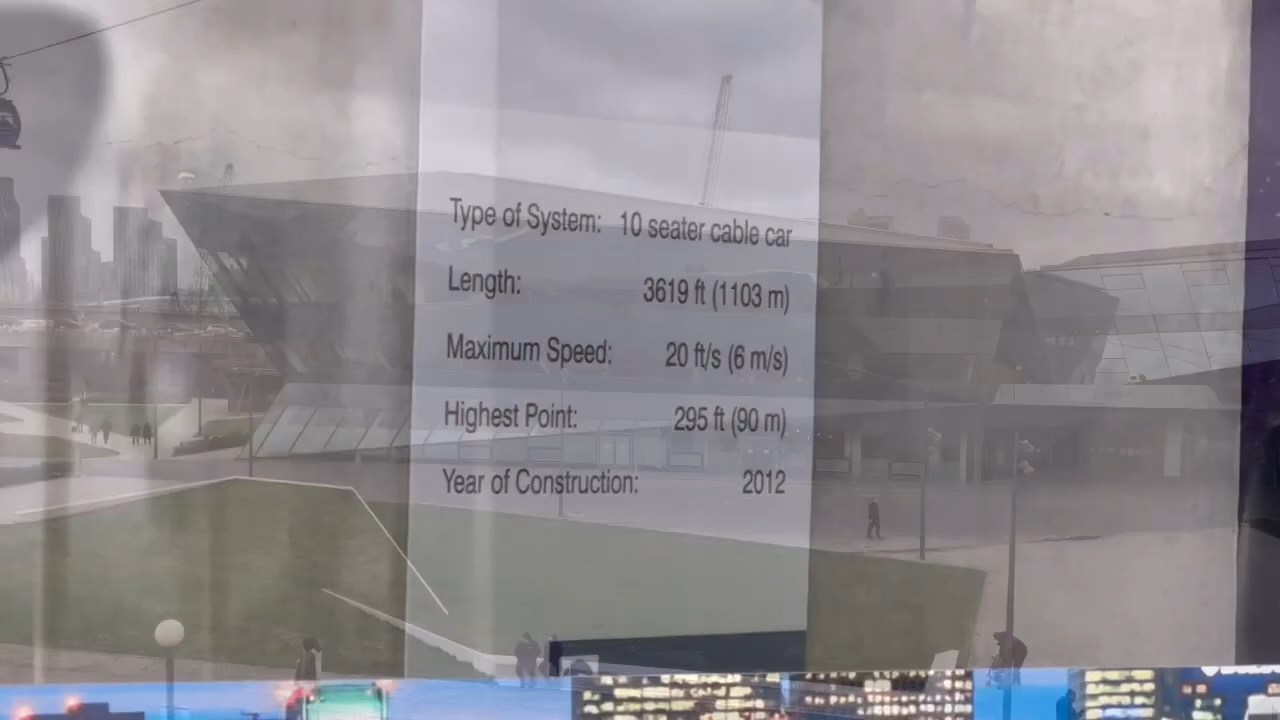 Type of System: 10 seater cable car
Length: 3619 ft (1103 m)
Maximum Speed: 20 ft/s (6 m/s)
Highest Point: 295 ft (90 m)
Year of Construction: 2012